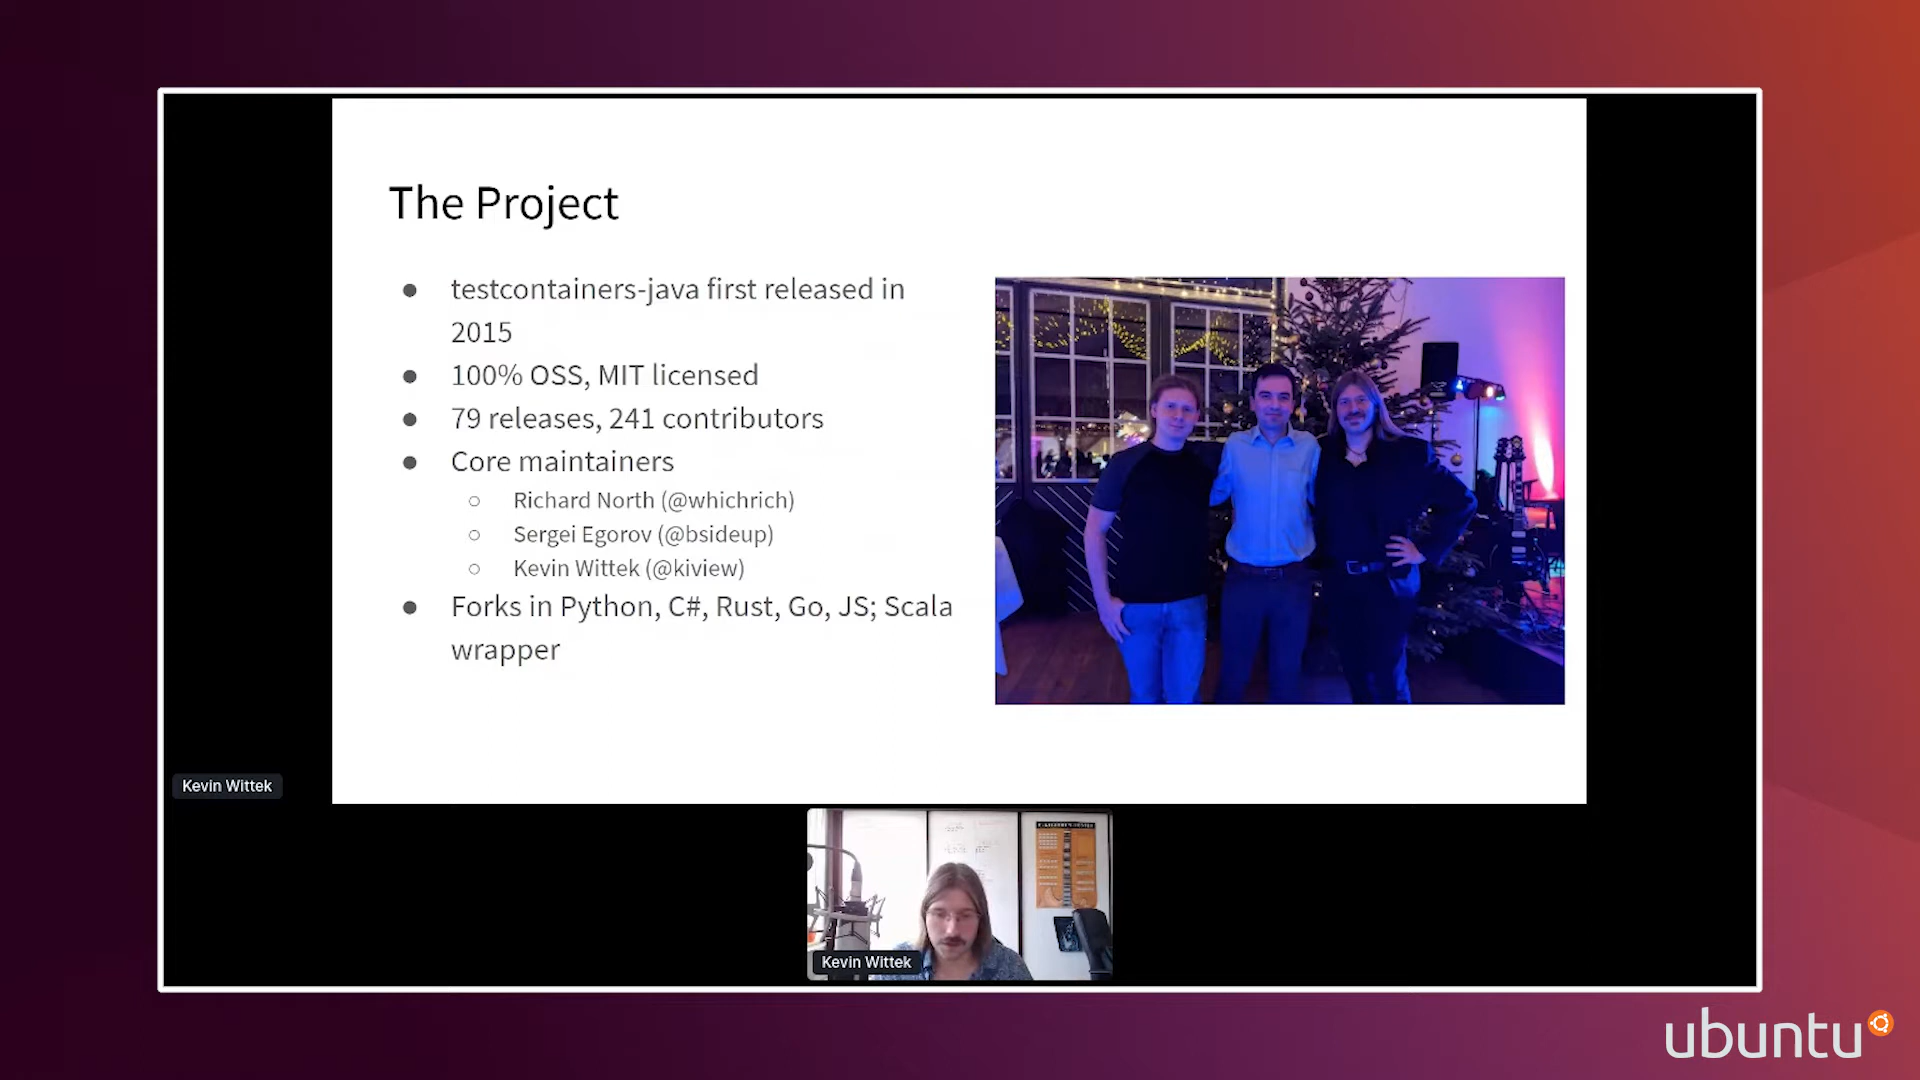 The Project
testcontainers-java first released in
2015
100% OSS, MIT licensed
79 releases, 241 contributors
Core maintainers
Richard North (@whichrich)
Sergei Egorov (@bsideup)
Kevin Wittek (@kiview)
Forks in Python, C#, Rust, Go, JS; Scala
wrapper
Kevin Wittek
Kevin Wittek
ubuntu